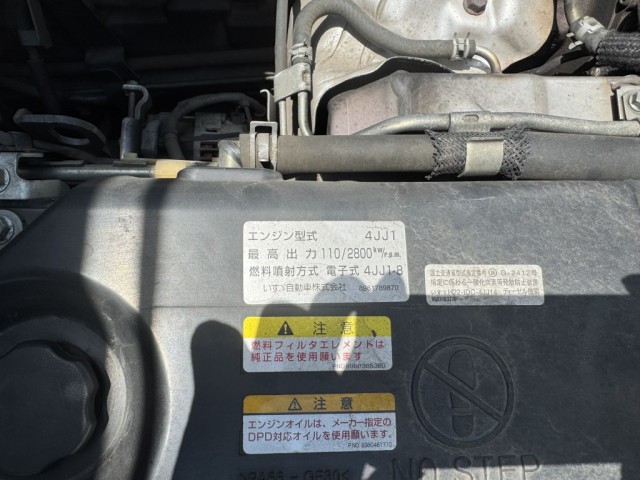 エンジン型式 4JJ1
最高出力 110/2800 kW/r.p.m.
燃料噴射方式 電子式 4JJ1-B
いすゞ自動車株式会社 8981789870
注意
燃料フィルタエレメントは
純正品を使用願います
注意
エンジンオイルは、メーカー指定の
DPD対応オイルを使用願います。
NO STEP